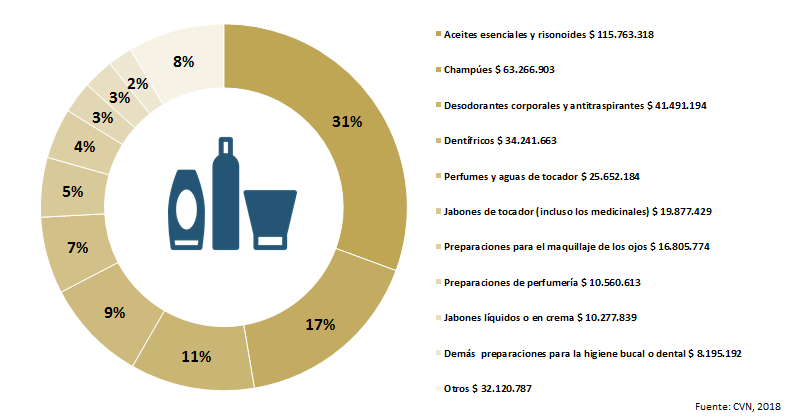 Aceites esenciales y risonoides $ 115.763.318
Champúes $ 63.266.903
Desodorantes corporales y antitraspirantes $ 41.491.194
Dentífricos $ 34.241.663
Perfumes y aguas de tocador $ 25.652.184
Jabones de tocador (incluso los medicinales) $ 19.877.429
Preparaciones para el maquillaje de los ojos $ 16.805.774
Preparaciones de perfumería $ 10.560.613
Jabones líquidos o en crema $ 10.277.839
Demás preparaciones para la higiene bucal o dental $ 8.195.192
Otros $ 32.120.787
31%
17%
11%
9%
7%
5%
4%
3%
3%
2%
8%
Fuente: CVN, 2018